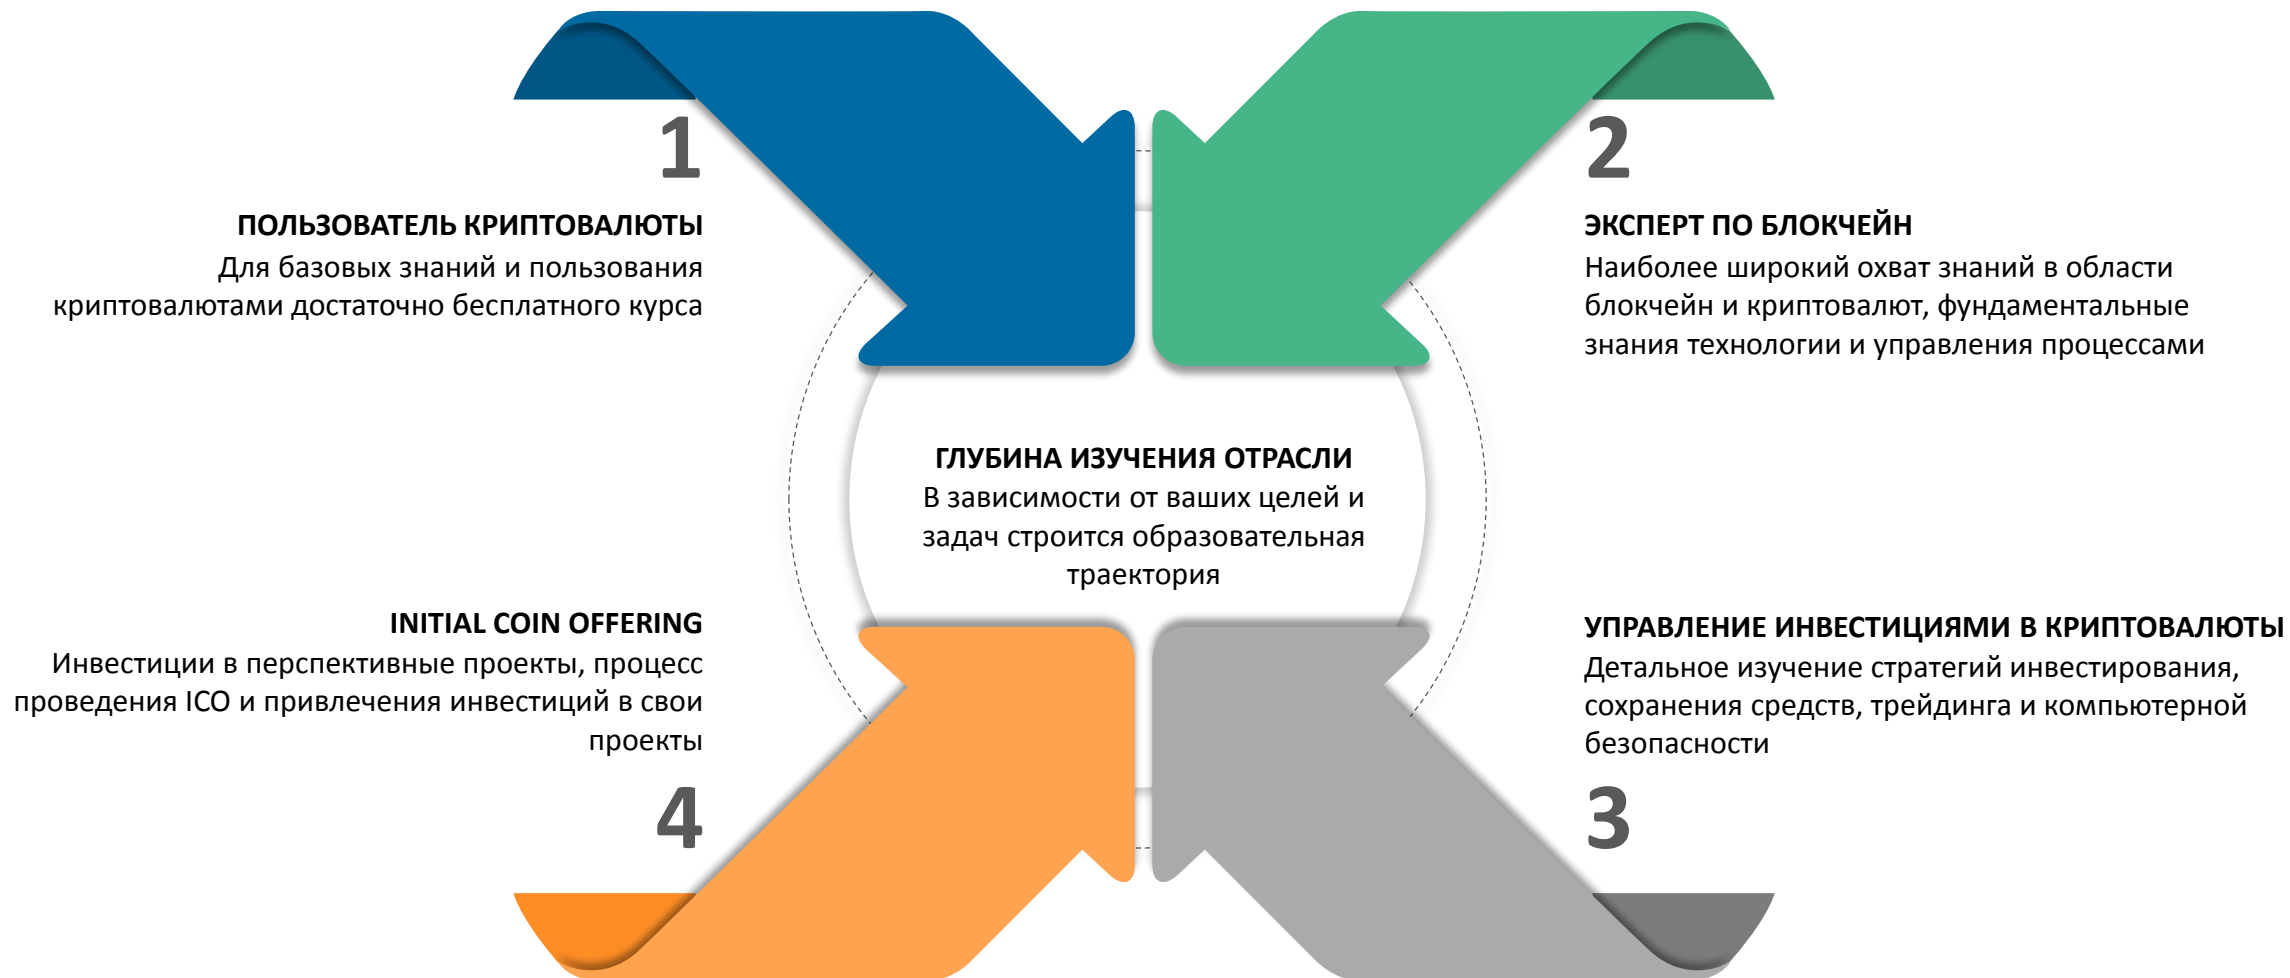 1
ПОЛЬЗОВАТЕЛЬ КРИПТОВАЛЮТЫ
Для базовых знаний и пользования
криптовалютами достаточно бесплатного курса
2
ЭКСПЕРТ ПО БЛОКЧЕЙН
Наиболее широкий охват знаний в области
блокчейн и криптовалют, фундаментальные
знания технологии и управления процессами
ГЛУБИНА ИЗУЧЕНИЯ ОТРАСЛИ
В зависимости от ваших целей и
задач строится образовательная
траектория
INITIAL COIN OFFERING
Инвестиции в перспективные проекты, процесс
проведения ICO и привлечения инвестиций в свои
проекты
4
УПРАВЛЕНИЕ ИНВЕСТИЦИЯМИ В КРИПТОВАЛЮТЫ
Детальное изучение стратегий инвестирования,
сохранения средств, трейдинга и компьютерной
безопасности
3